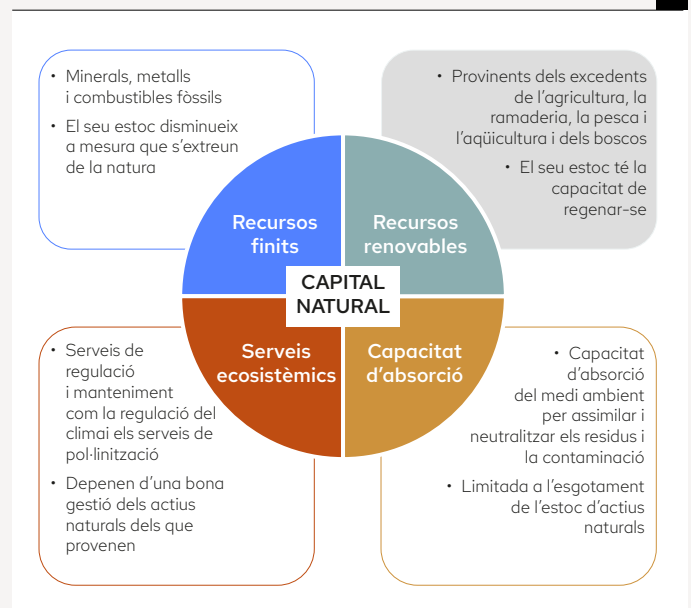 • Minerals, metalls
i combustibles fòssils
• El seu estoc disminueix
a mesura que s'extreun
de la natura
• Provinents dels excedents
de l'agricultura, la
ramaderia, la pesca i
l'aqüicultura i dels boscos
• El seu estoc té la
capacitat de
regenar-se
Recursos
finits
Recursos
renovables
CAPITAL
NATURAL
Serveis
ecosistèmics
Capacitat
d'absorció
• Serveis de
regulació
i manteniment
com la regulació del
climai els serveis de
pol·linització
• Depenen d'una bona
gestió dels actius
naturals dels que
provenen
• Capacitat
d'absorció
del medi ambient
per assimilar i
neutralitzar els residus i
la contaminació
• Limitada a l'esgotament
de l'estoc d'actius
naturals